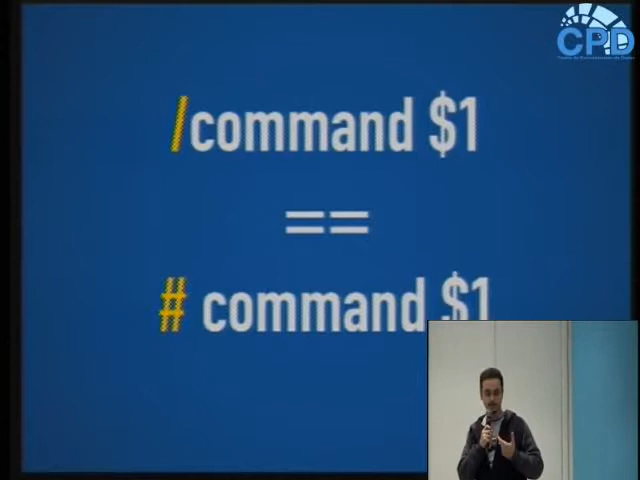 CPD
/command $1
==
# command $1